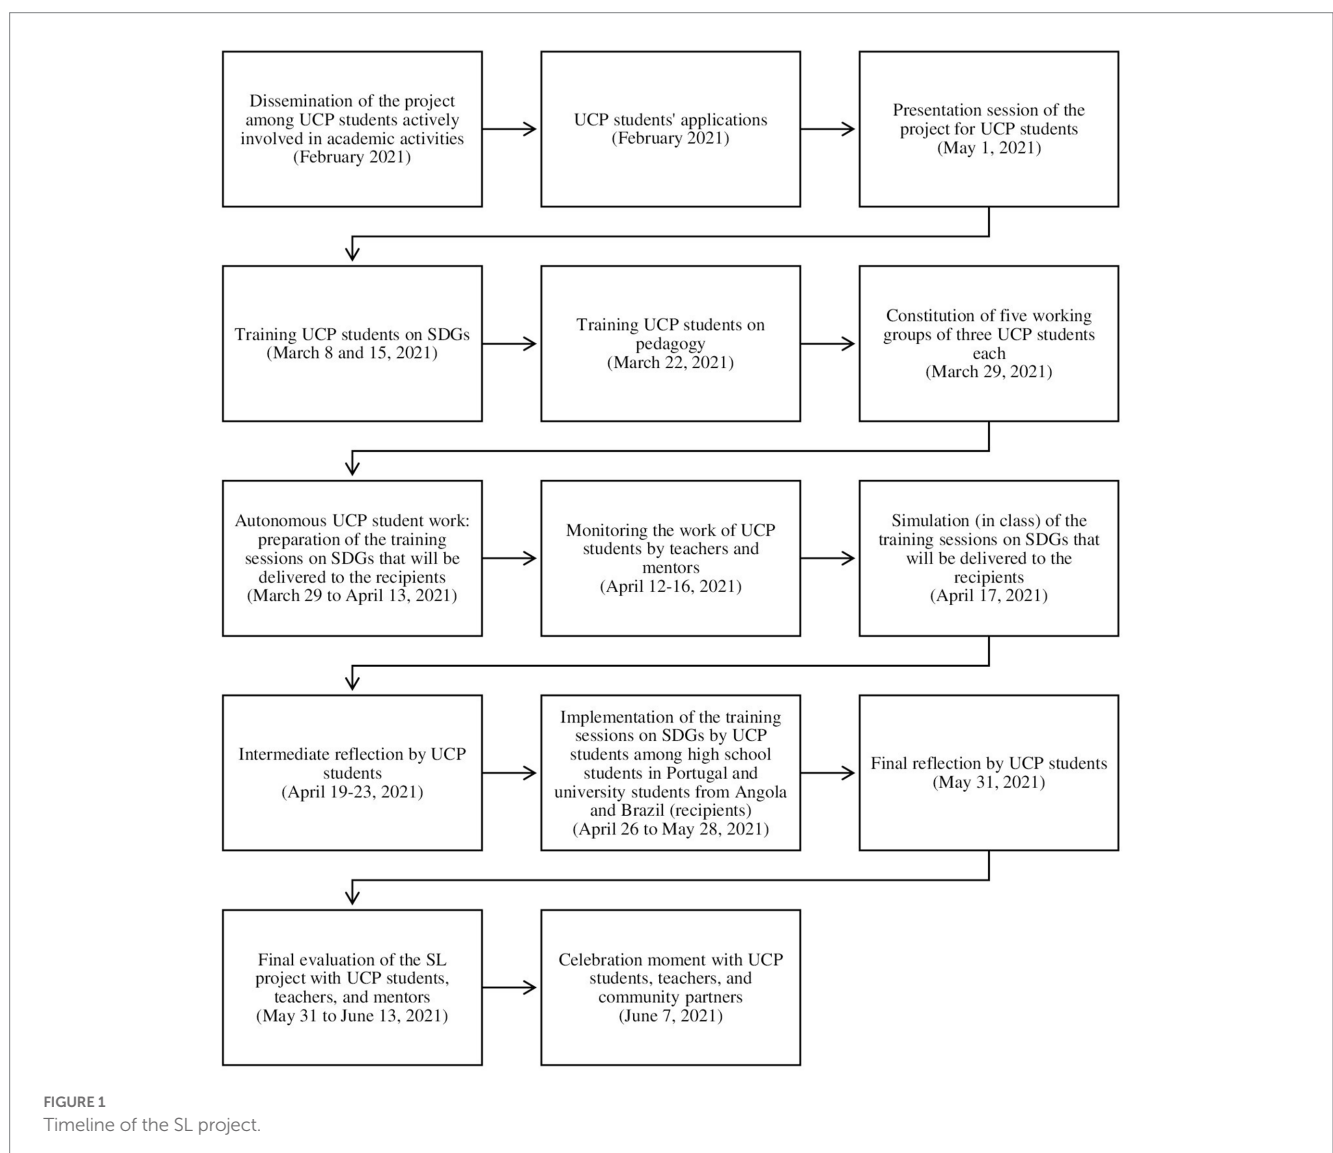 Dissemination of the project
among UCP students actively
involved in academic activities
(February 2021)
UCP students' applications
(February 2021)
Presentation session of the
project for UCP students
(May 1, 2021)
Training UCP students on SDGs
(March 8 and 15, 2021)
Training UCP students on
pedagogy
(March 22, 2021)
Constitution of five working
groups of three UCP students
each
(March 29, 2021)
Autonomous UCP student work:
preparation of the training
sessions on SDGs that will be
delivered to the recipients
(March 29 to April 13, 2021)
Monitoring the work of UCP
students by teachers and
mentors
(April 12-16, 2021)
Simulation (in class) of the
training sessions on SDGs that
will be delivered to the
recipients
(April 17, 2021)
Intermediate reflection by UCP
students
(April 19-23, 2021)
Implementation of the training
sessions on SDGs by UCP
students among high school
students in Portugal and
university students from Angola
and Brazil (recipients)
(April 26 to May 28, 2021)
Final reflection by UCP students
(May 31, 2021)
Final evaluation of the SL
project with UCP students,
teachers, and mentors
(May 31 to June 13, 2021)
Celebration moment with UCP
students, teachers, and
community partners
(June 7, 2021)
FIGURE 1
Timeline of the SL project.